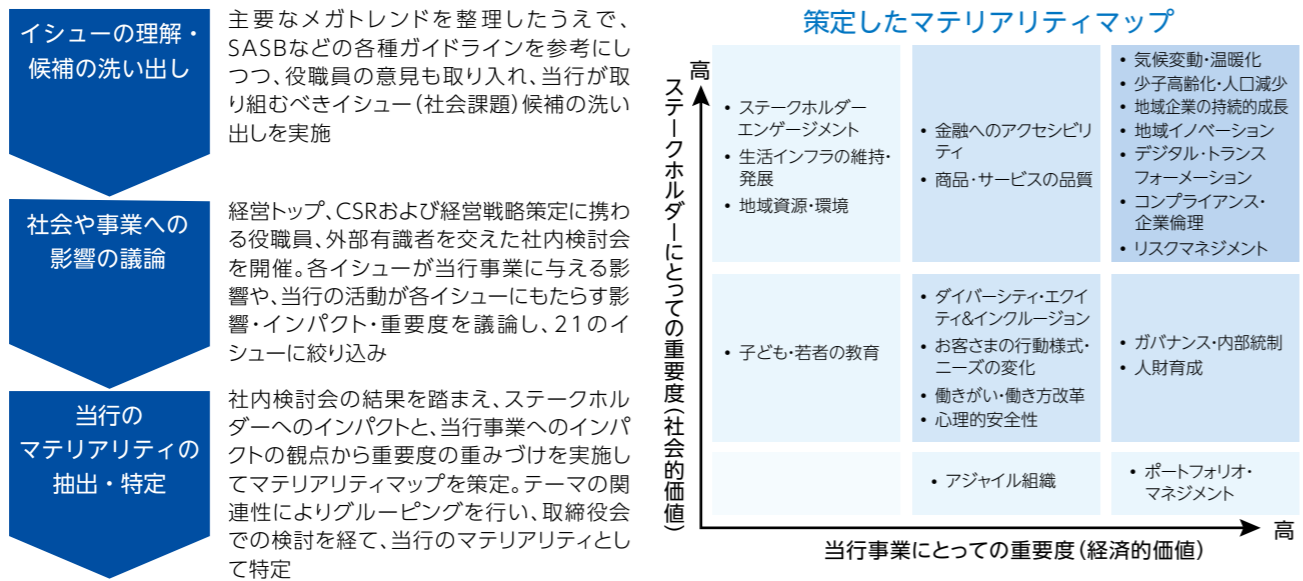 イシューの理解・
候補の洗い出し
主要なメガトレンドを整理したうえで、
SASBなどの各種ガイドラインを参考にし
つつ、役職員の意見も取り入れ、当行が取
り組むべきイシュー（社会課題）候補の洗い
出しを実施
社会や事業への
影響の議論
経営トップ、CSRおよび経営戦略策定に携わ
る役職員、外部有識者を交えた社内検討会
を開催。各イシューが当行事業に与える影
響や、当行の活動が各イシューにもたらす影
響・インパクト・重要度を議論し、21のイ
シューに絞り込み
当行の
マテリアリティの
抽出・特定
社内検討会の結果を踏まえ、ステークホル
ダーへのインパクトと、当行事業へのインパ
クトの観点から重要度の重みづけを実施し
てマテリアリティマップを策定。テーマの関
連性によりグルーピングを行い、取締役会
での検討を経て、当行のマテリアリティとし
て特定
策定したマテリアリティマップ
高
ステークホルダーにとっての重要度（社会的価値）
• ステークホルダー
エンゲージメント
• 生活インフラの維持・
発展
• 地域資源・環境
• 金融へのアクセシビリ
ティ
• 商品・サービスの品質
• 気候変動・温暖化
• 少子高齢化・人口減少
• 地域企業の持続的成長
• 地域イノベーション
• デジタル・トランス
フォーメーション
• コンプライアンス・
企業倫理
• リスクマネジメント
• 子ども・若者の教育
• ダイバーシティ・エクイ
ティ&インクルージョン
• お客さまの行動様式・
ニーズの変化
• 働きがい・働き方改革
• 心理的安全性
• ガバナンス・内部統制
• 人財育成
• アジャイル組織
• ポートフォリオ・
マネジメント
高
当行事業にとっての重要度（経済的価値）